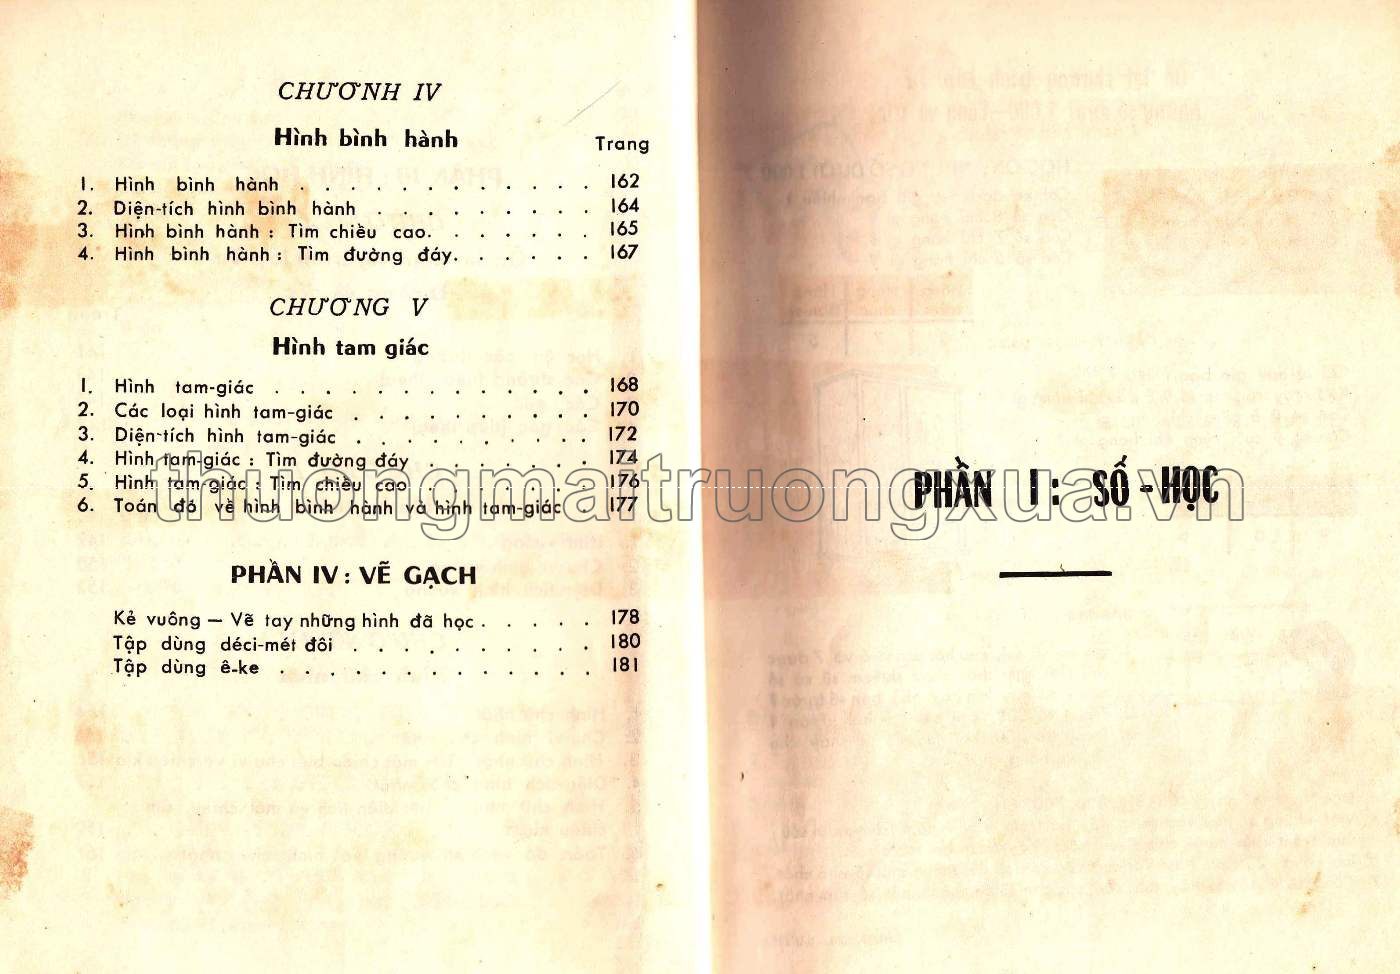 CHƯƠNH IV
Hình bình hành
Trang
1. Hình bình hành . . . . . . . . . . . . 162
2. Diện-tích hình bình hành . . . . . . . . . 164
3. Hình bình hành : Tìm chiều cao. . . . . . . 165
4. Hình bình hành : Tìm đường đáy. . . . . . 167
CHƯƠNG V
Hình tam giác
1. Hình tam-giác . . . . . . . . . . . . . 168
2. Các loại hình tam-giác . . . . . . . . . . 170
3. Diện-tích hình tam-giác . . . . . . . . . . 172
4. Hình tam-giác : Tìm đường đáy . . . . . . . 174
5. Hình tam giác : Tìm chiều cao . . . . . . . 176
6. Toán đó về hình bình hành và hình tam-giác . 177
thuongmaitruongxua.vn
PHẦN IV : VẼ GẠCH
Kẻ vuông — Vẽ tay những hình đã học . . . . . 178
Tập dùng déci-mét đôi . . . . . . . . . . 180
Tập dùng ê-ke . . . . . . . . . . . . . 181
PHẦN I : SỐ - HỌC